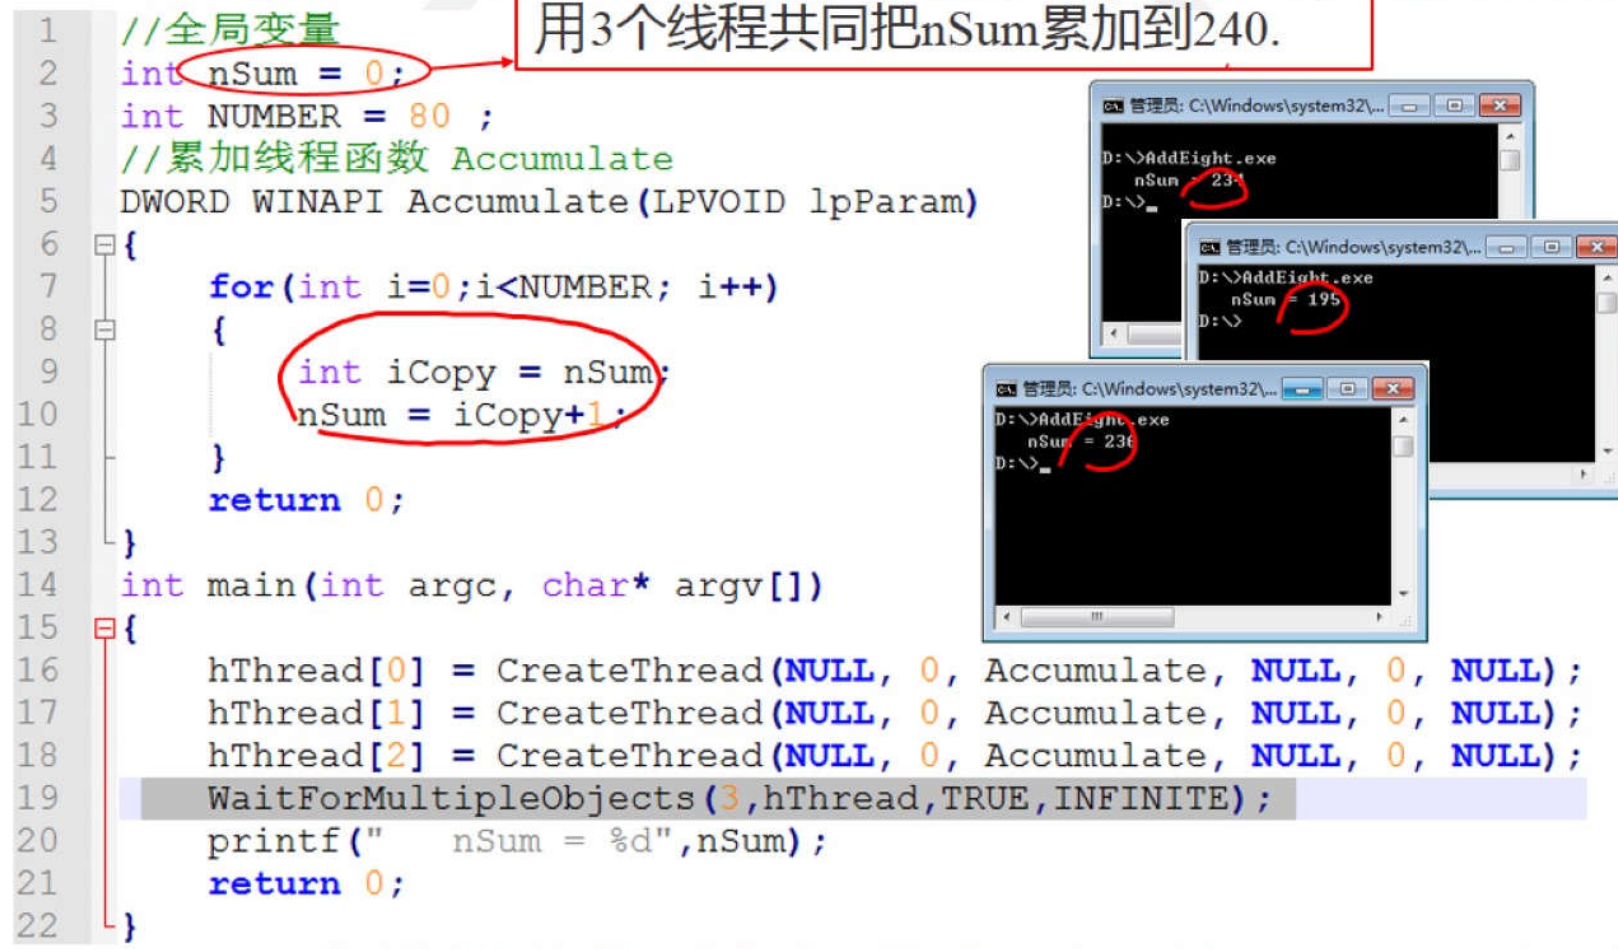 用3个线程共同把nSum累加到240.
1 //全局变量
2 int nSum = 0;
3 int NUMBER = 80 ;
4 //累加线程函数 Accumulate
5 DWORD WINAPI Accumulate(LPVOID lpParam)
6 {
7 for(int i=0;i<NUMBER; i++)
8 {
9 int iCopy = nSum;
10 nSum = iCopy+1;
11 }
12 return 0;
13 }
14 int main(int argc, char* argv[])
15 {
16 hThread[0] = CreateThread(NULL, 0, Accumulate, NULL, 0, NULL);
17 hThread[1] = CreateThread(NULL, 0, Accumulate, NULL, 0, NULL);
18 hThread[2] = CreateThread(NULL, 0, Accumulate, NULL, 0, NULL);
19 WaitForMultipleObjects(3,hThread,TRUE,INFINITE);
20 printf("   nSum = %d",nSum);
21 return 0;
22 }
管理员: C:\Windows\system32\...
D:\>AddEight.exe
nSum =
D:\>_
管理员: C:\Windows\system32\...
D:\>AddEight.exe
nSum = 195
D:\>
管理员: C:\Windows\system32\...
D:\>AddEight.exe
nSum = 236
D:\>_